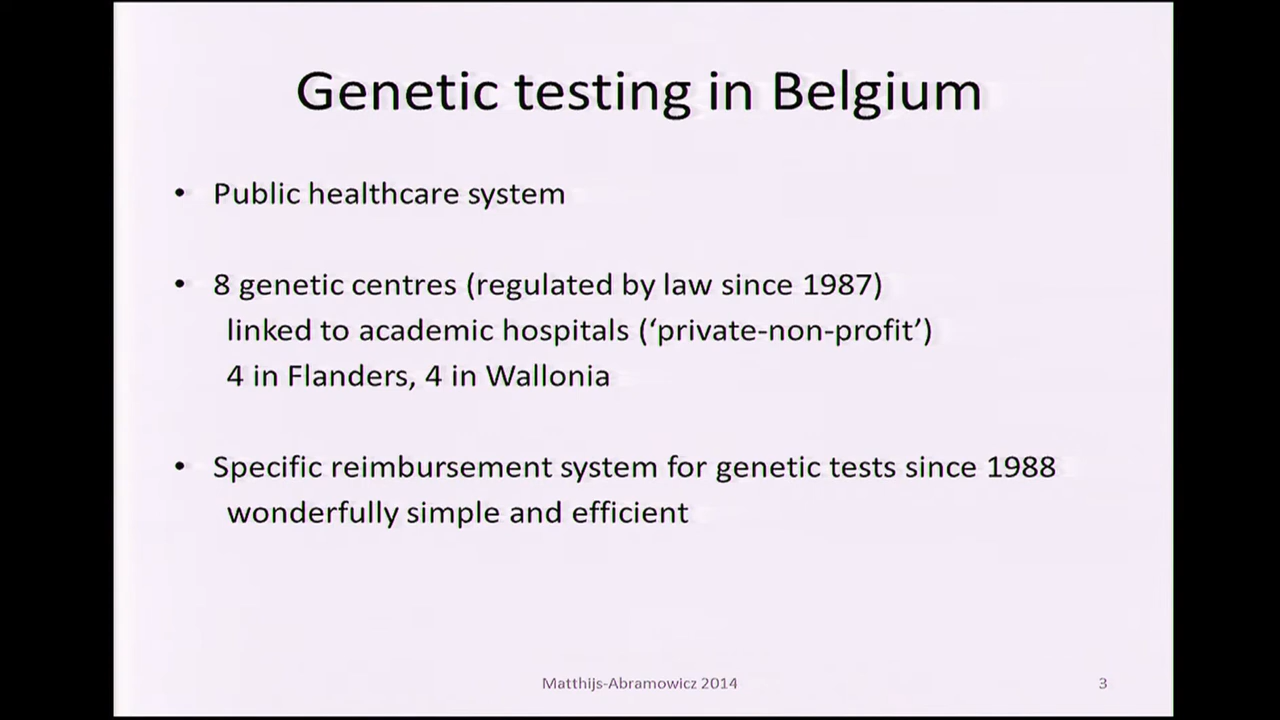 Genetic testing in Belgium
• Public healthcare system
• 8 genetic centres (regulated by law since 1987)
linked to academic hospitals (‘private-non-profit’)
4 in Flanders, 4 in Wallonia
• Specific reimbursement system for genetic tests since 1988
wonderfully simple and efficient
Matthijs-Abramowicz 2014
3